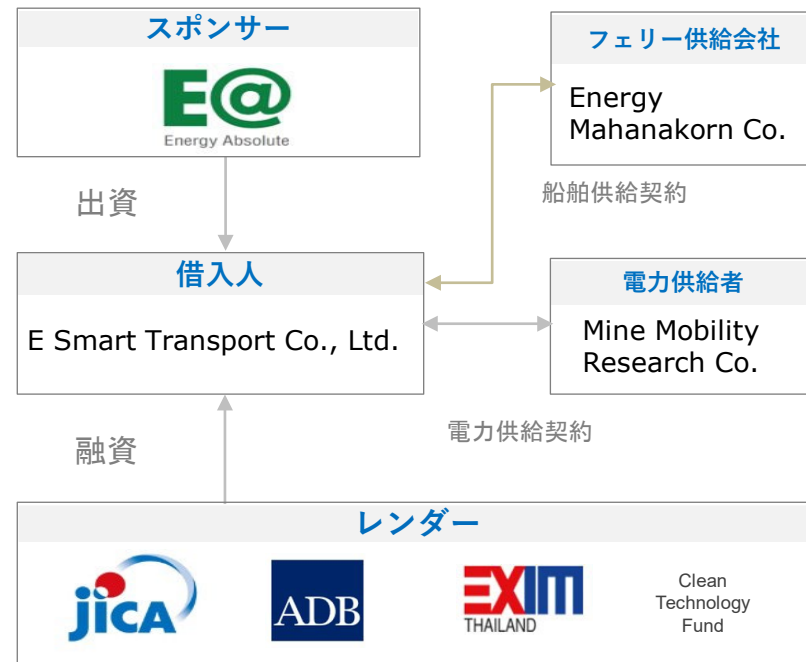 スポンサー
E@
Energy Absolute
フェリー供給会社
Energy
Mahanakorn Co.
出資
船舶供給契約
借入人
E Smart Transport Co., Ltd.
電力供給者
Mine Mobility
Research Co.
融資
電力供給契約
レンダー
jiCA
ADB
EXIM
THAILAND
Clean
Technology
Fund